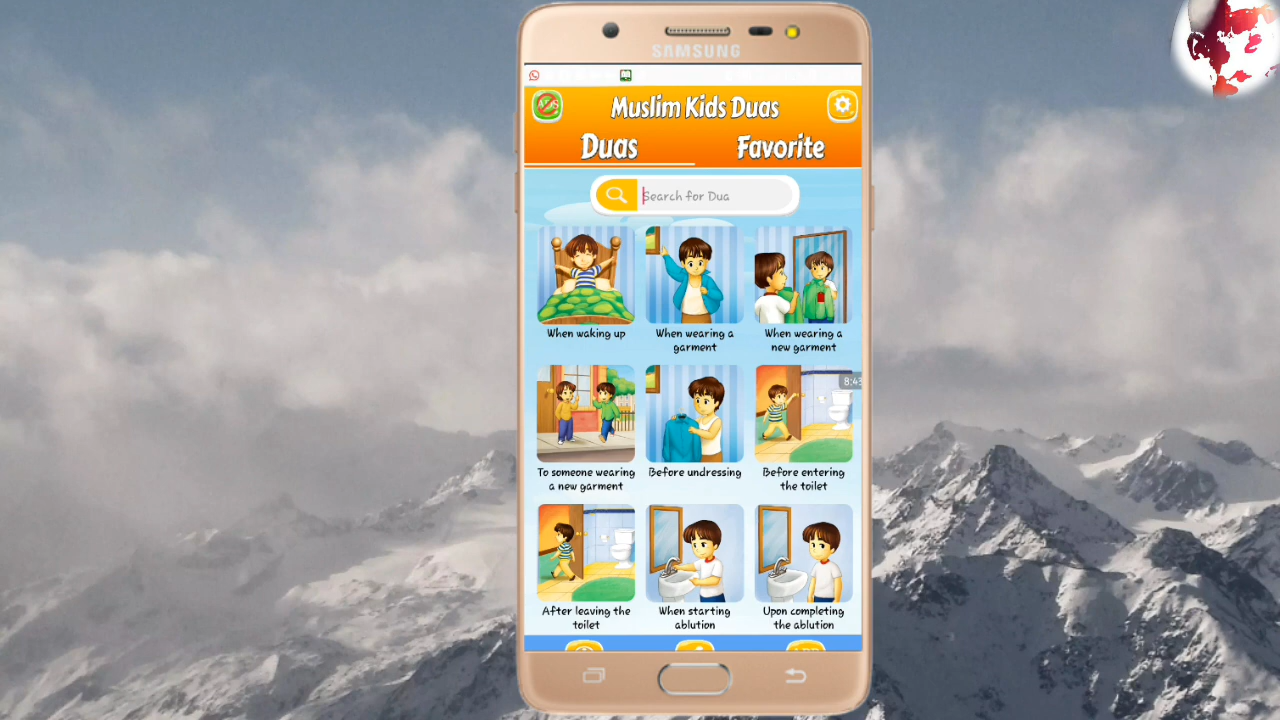 SAMSUNG
Muslim Kids Duas
Duas
Favorite
Search for Dua
When waking up
When wearing a
garment
When wearing a
new garment
8:43
To someone wearing
a new garment
Before undressing
Before entering
the toilet
After leaving the
toilet
When starting
ablution
Upon completing
the ablution